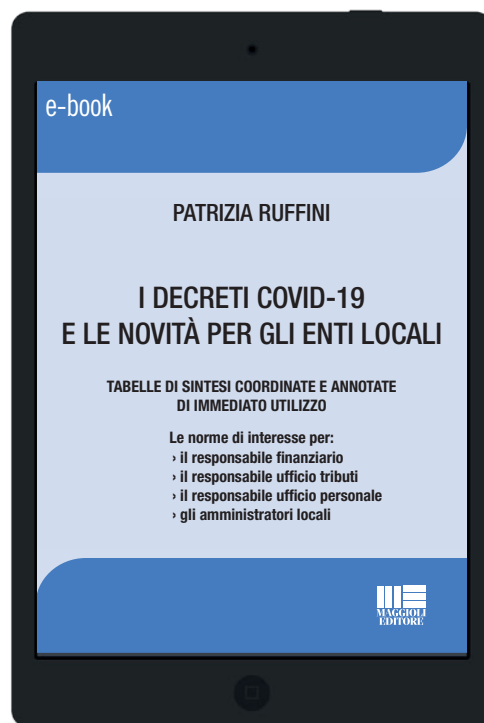 e-book
PATRIZIA RUFFINI
I DECRETI COVID-19
E LE NOVITÀ PER GLI ENTI LOCALI
TABELLE DI SINTESI COORDINATE E ANNOTATE
DI IMMEDIATO UTILIZZO
Le norme di interesse per:
› il responsabile finanziario
› il responsabile ufficio tributi
› il responsabile ufficio personale
› gli amministratori locali
MAGGIOLI
EDITORE